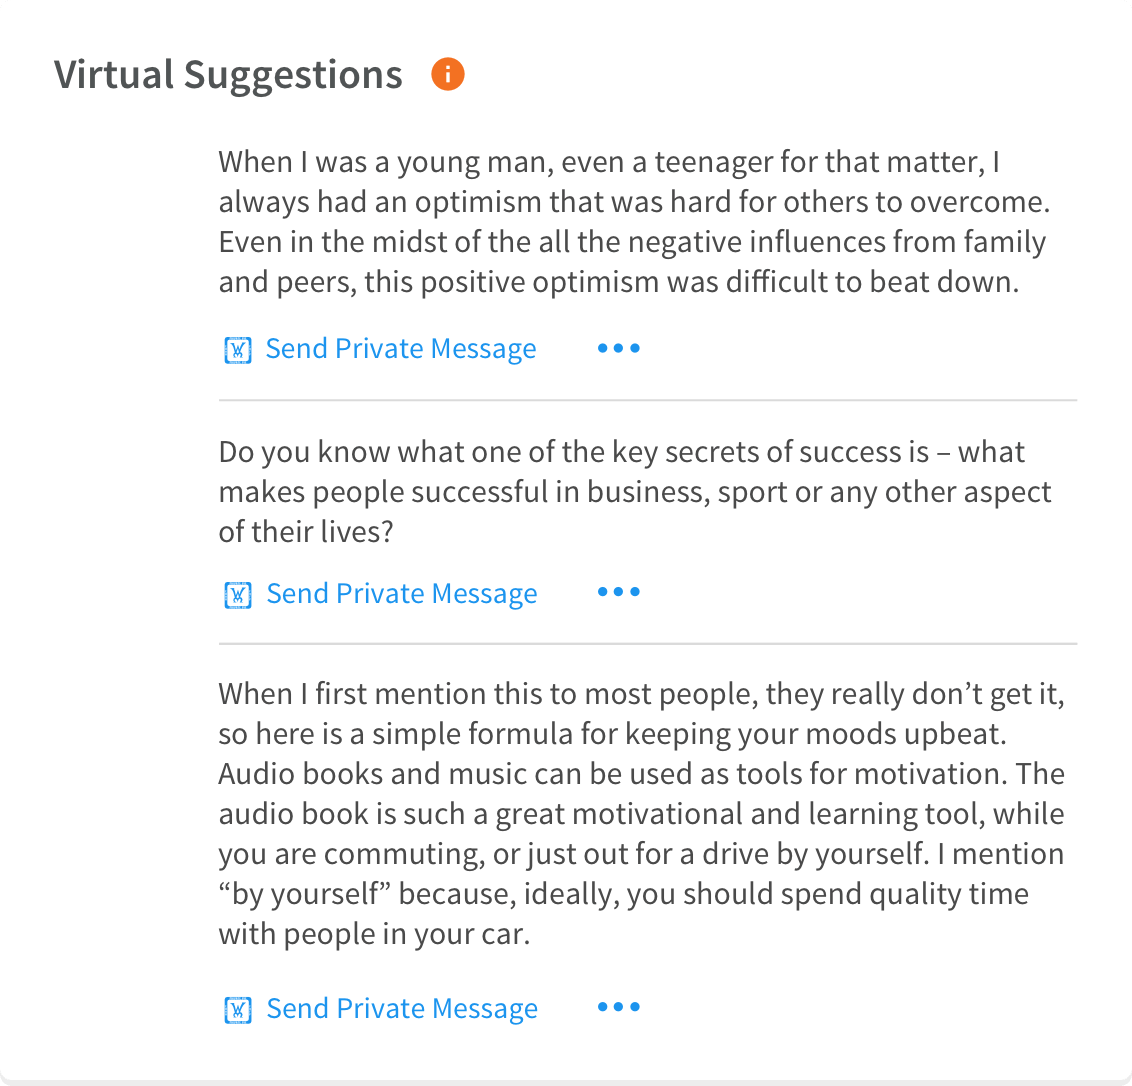 Virtual Suggestions
When I was a young man, even a teenager for that matter, I
always had an optimism that was hard for others to overcome.
Even in the midst of the all the negative influences from family
and peers, this positive optimism was difficult to beat down.
Send Private Message
Do you know what one of the key secrets of success is – what
makes people successful in business, sport or any other aspect
of their lives?
Send Private Message
When I first mention this to most people, they really don’t get it,
so here is a simple formula for keeping your moods upbeat.
Audio books and music can be used as tools for motivation. The
audio book is such a great motivational and learning tool, while
you are commuting, or just out for a drive by yourself. I mention
“by yourself” because, ideally, you should spend quality time
with people in your car.
Send Private Message